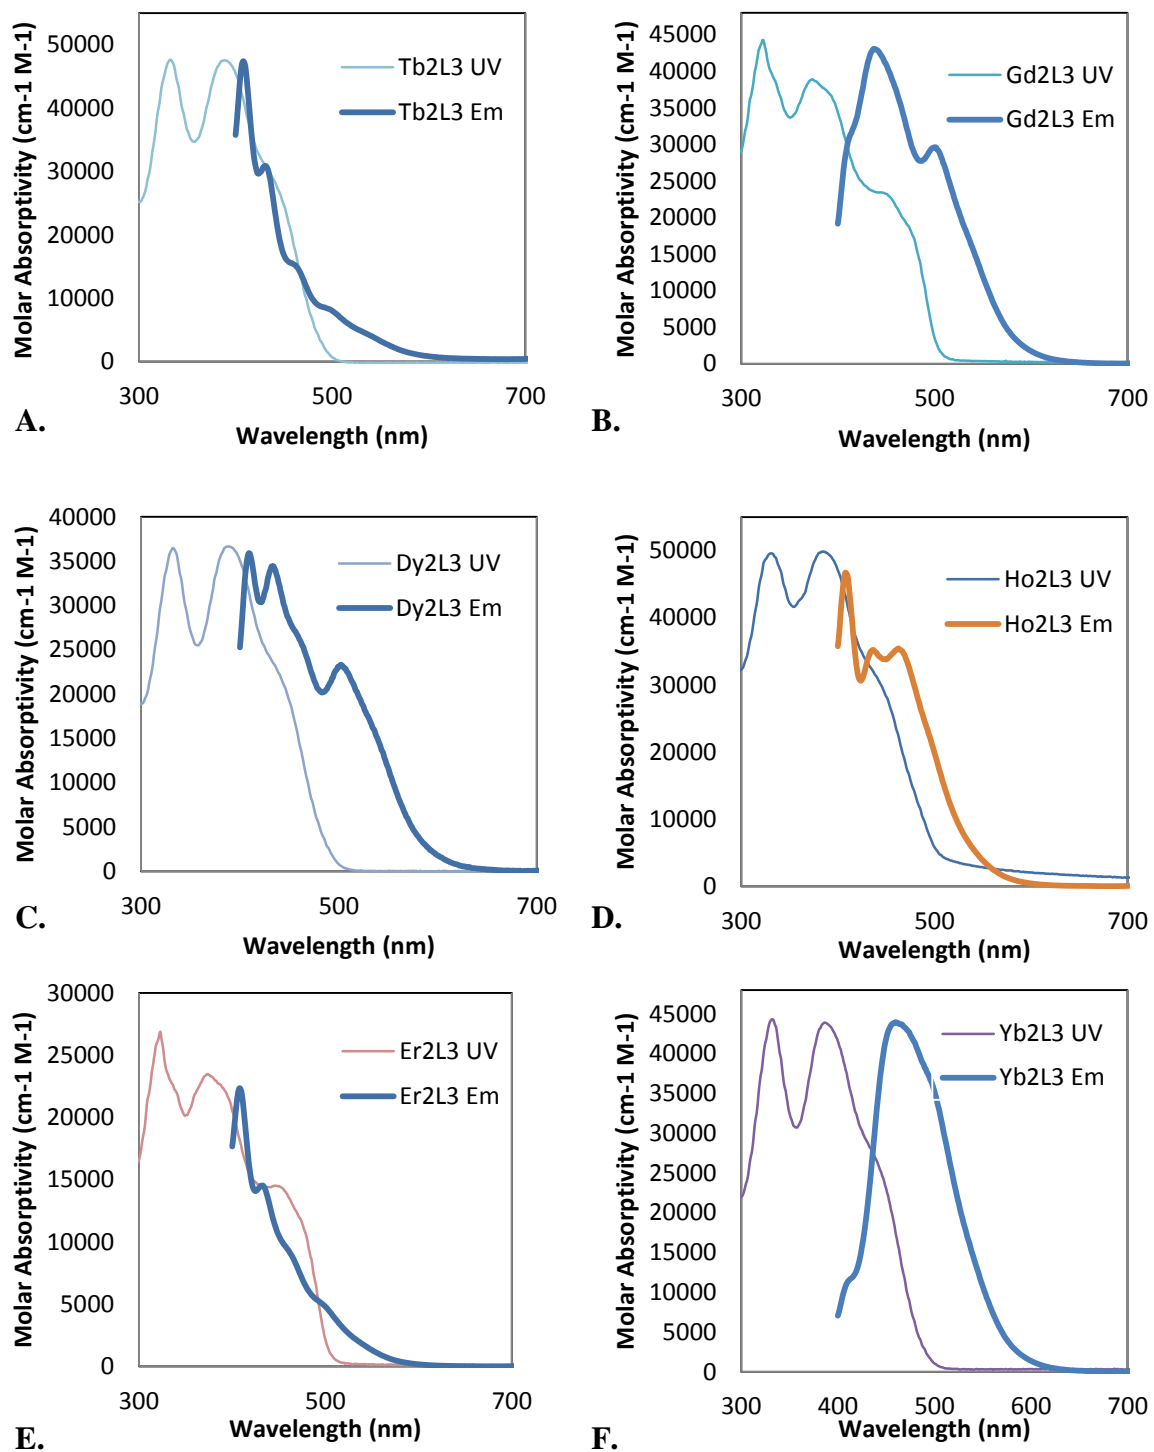 Molar Absorptivity (cm-1 M-1)
50000
40000
30000
20000
10000
0
300
500
700
Wavelength (nm)
Tb2L3 UV
Tb2L3 Em
A.
Molar Absorptivity (cm-1 M-1)
45000
40000
35000
30000
25000
20000
15000
10000
5000
0
300
500
700
Wavelength (nm)
Gd2L3 UV
Gd2L3 Em
B.
Molar Absorptivity (cm-1 M-1)
40000
35000
30000
25000
20000
15000
10000
5000
0
300
500
700
Wavelength (nm)
Dy2L3 UV
Dy2L3 Em
C.
Molar Absorptivity (cm-1 M-1)
50000
40000
30000
20000
10000
0
300
500
700
Wavelength (nm)
Ho2L3 UV
Ho2L3 Em
D.
Molar Absorptivity (cm-1 M-1)
30000
25000
20000
15000
10000
5000
0
300
500
700
Er2L3 UV
Er2L3 Em
E.
Molar Absorptivity (cm-1 M-1)
45000
40000
35000
30000
25000
20000
15000
10000
5000
0
300
400
500
600
700
Wavelength (nm)
Yb2L3 UV
Yb2L3 Em
F.